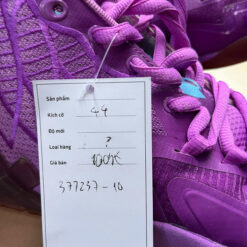 Sản phẩm
Kích cỡ 44
Độ mới
Loại hàng ?
Giá bán
377237-10